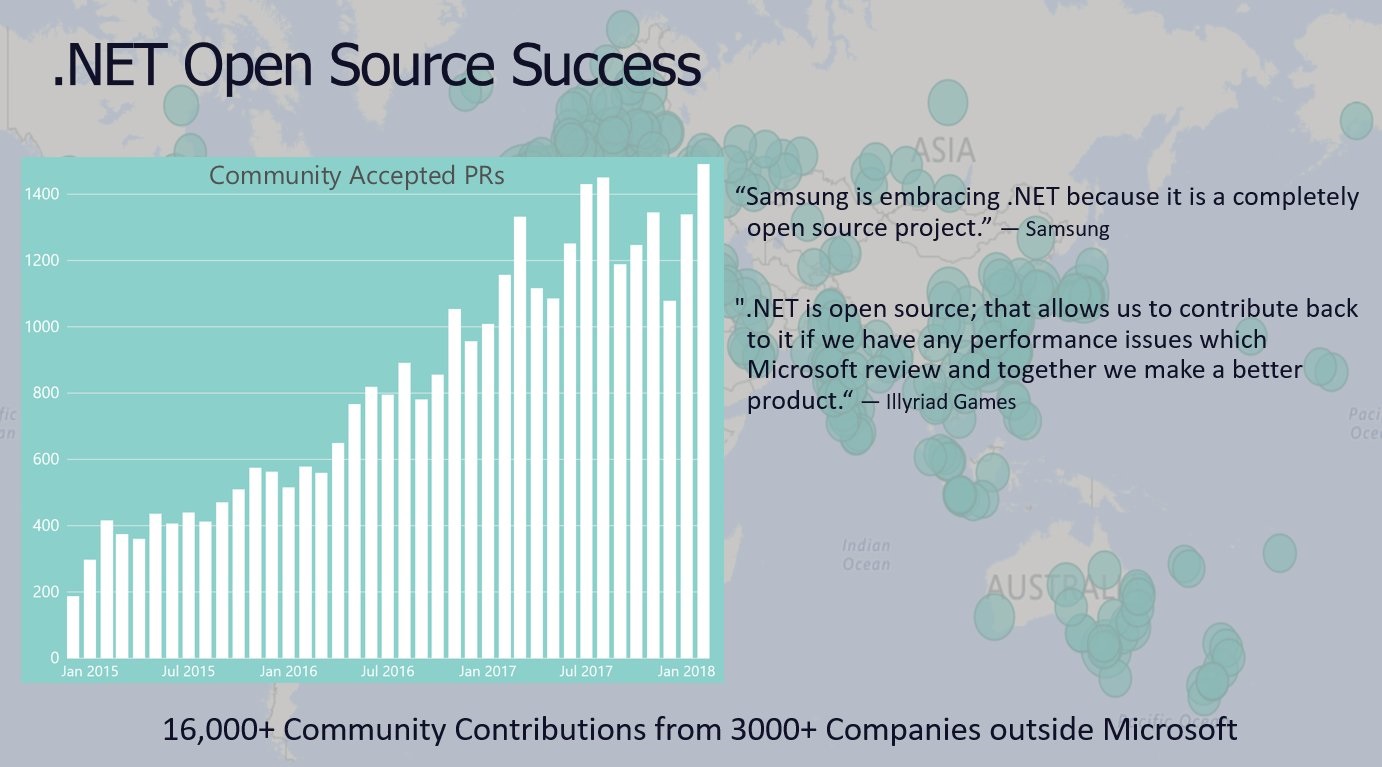 .NET Open Source Success
ASIA
Community Accepted PRs
1400
1200
1000
800
600
400
200
0
Jan 2015 Jul 2015 Jan 2016 Jul 2016 Jan 2017 Jul 2017 Jan 2018
“Samsung is embracing .NET because it is a completely
open source project.” — Samsung
".NET is open source; that allows us to contribute back
to it if we have any performance issues which
Microsoft review and together we make a better
product.“ — Illyriad Games
Indian
Ocean
Pacific Ocean
16,000+ Community Contributions from 3000+ Companies outside Microsoft